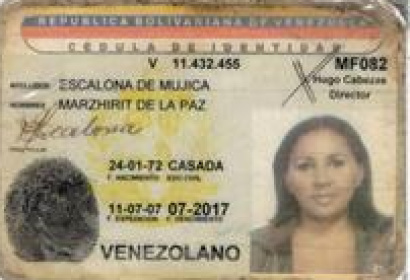 REPUBLICA BOLIVARIANA DE VENEZUELA
CEDULA DE IDENTIDAD
V 11.432.455 MF082
APELLIDOS ESCALONA DE MUJICA Hugo Cabezas
NOMBRES MARZHIRIT DE LA PAZ Director
Escalona
24-01-72 CASADA
F. NACIMIENTO EDO. CIVIL
11-07-07 07-2017
F. EXPEDICION F. VENCIMIENTO
VENEZOLANO